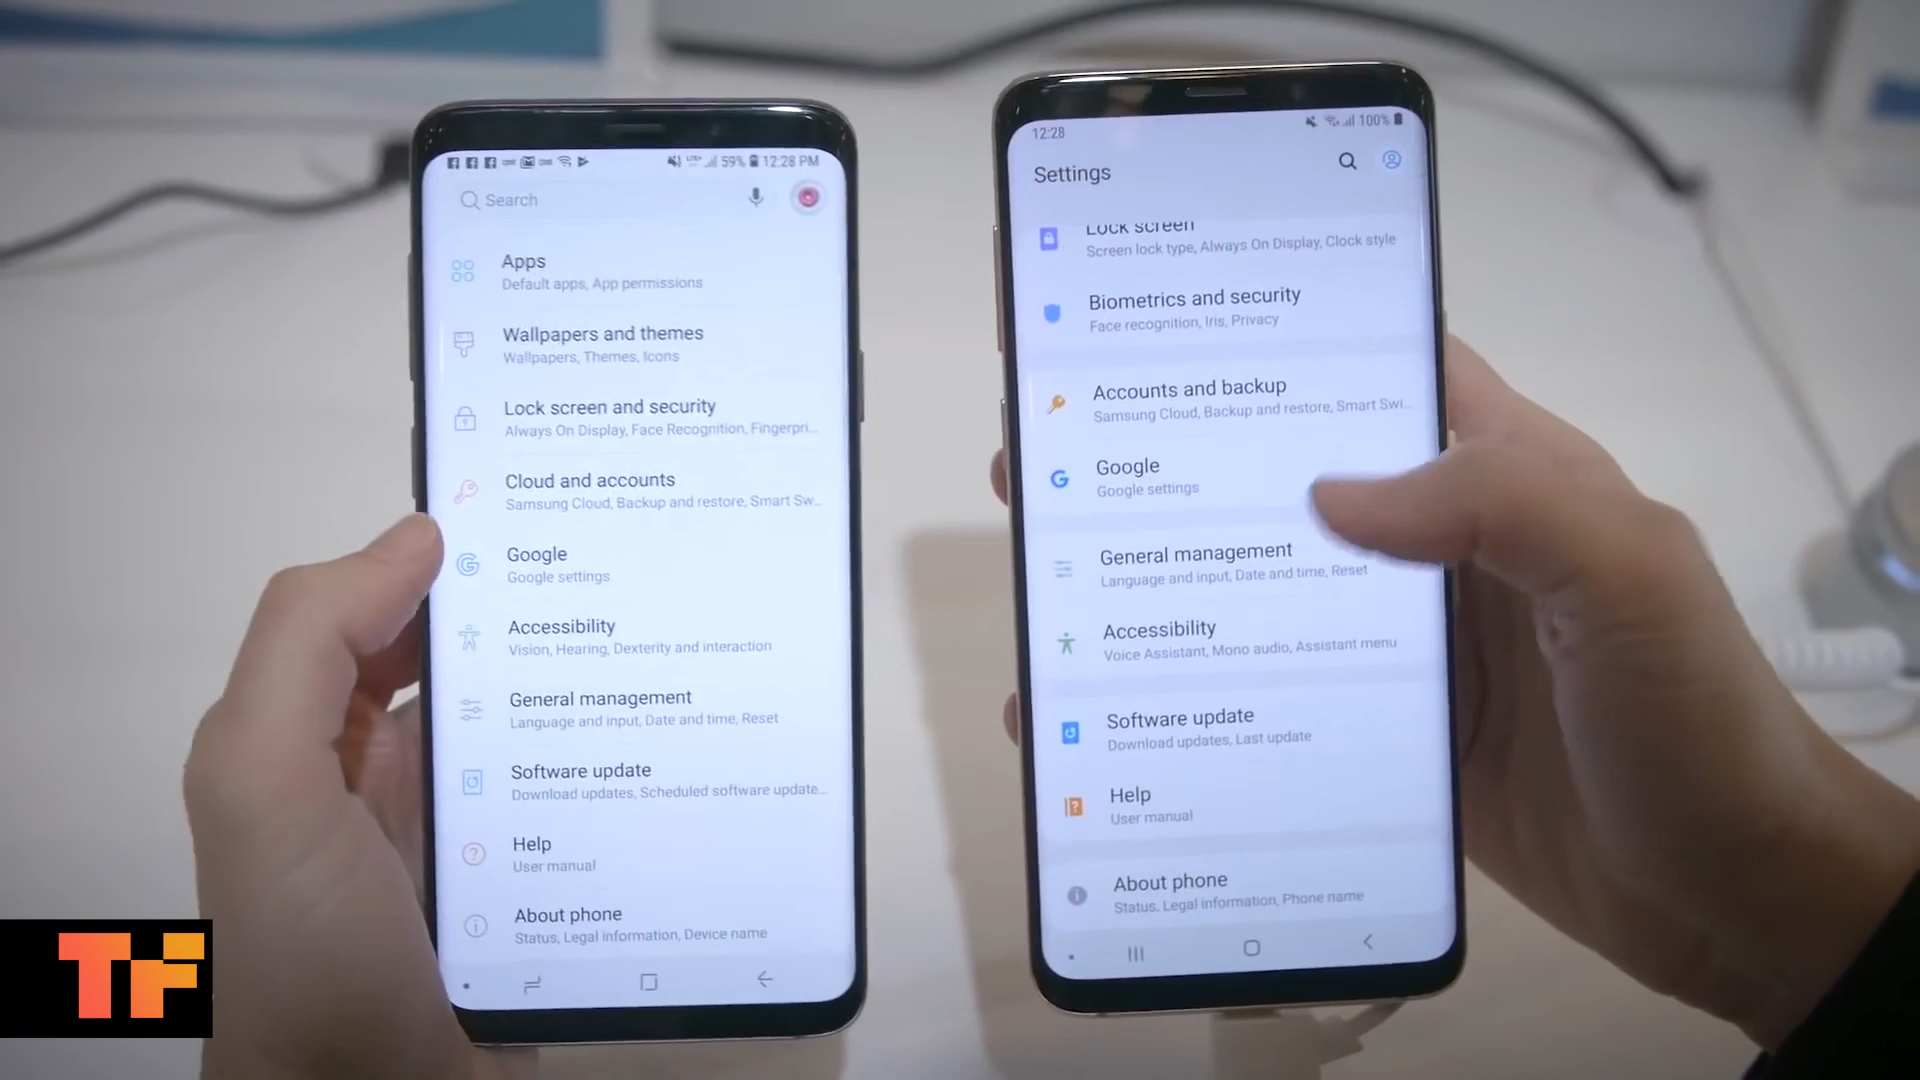 59% 12:28 PM
Search
Apps
Default apps, App permissions
Wallpapers and themes
Wallpapers, Themes, Icons
Lock screen and security
Always On Display, Face Recognition, Fingerpri...
Cloud and accounts
Samsung Cloud, Backup and restore, Smart Sw...
Google
Google settings
Accessibility
Vision, Hearing, Dexterity and interaction
General management
Language and input, Date and time, Reset
Software update
Download updates, Scheduled software update...
Help
User manual
About phone
Status, Legal information, Device name
12:28 100%
Settings
Lock screen
Screen lock type, Always On Display, Clock style
Biometrics and security
Face recognition, Iris, Privacy
Accounts and backup
Samsung Cloud, Backup and restore, Smart Swi...
Google
Google settings
General management
Language and input, Date and time, Reset
Accessibility
Voice Assistant, Mono audio, Assistant menu
Software update
Download updates, Last update
Help
User manual
About phone
Status, Legal information, Phone name
TF